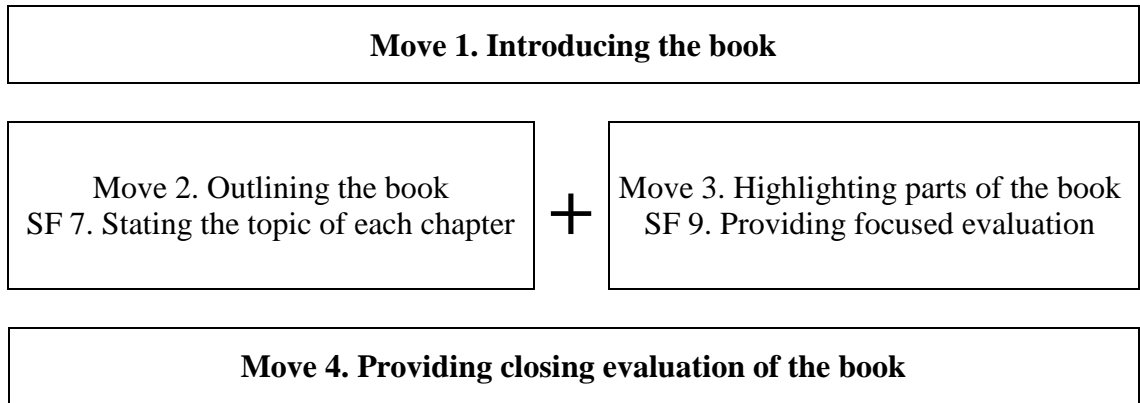 Move 1. Introducing the book
Move 2. Outlining the book
SF 7. Stating the topic of each chapter
+
Move 3. Highlighting parts of the book
SF 9. Providing focused evaluation
Move 4. Providing closing evaluation of the book